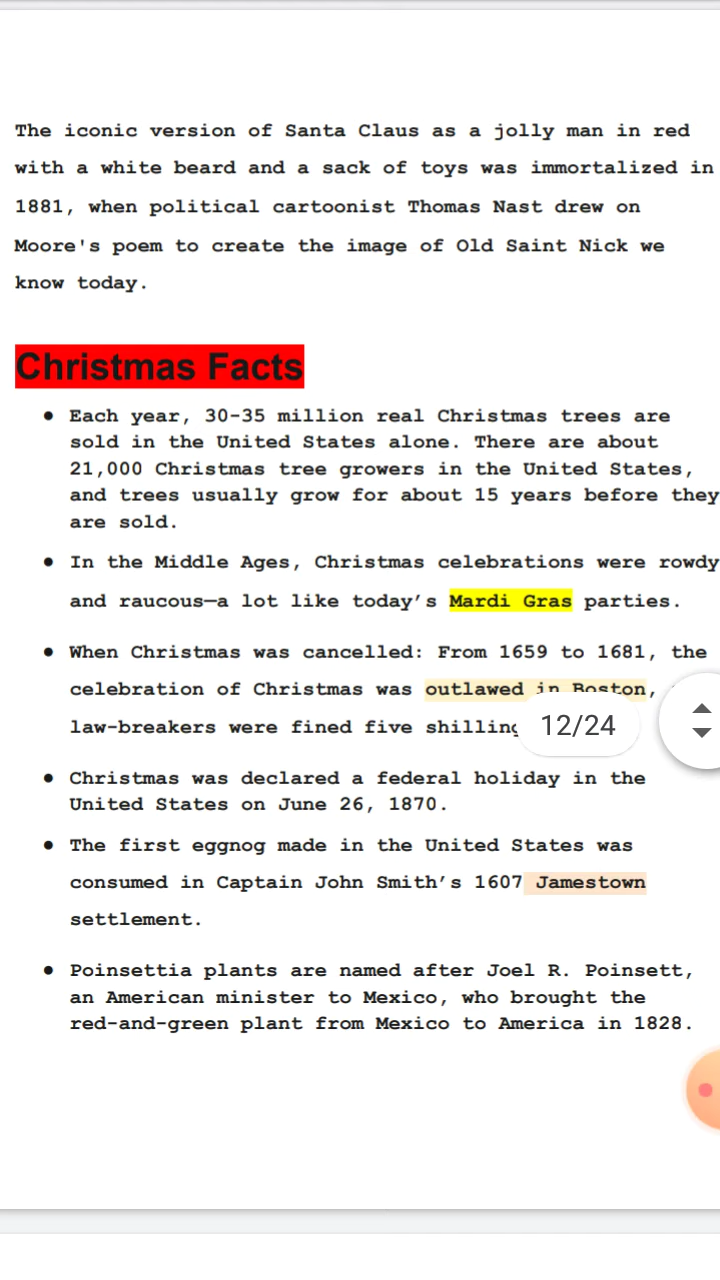 The iconic version of Santa Claus as a jolly man in red
with a white beard and a sack of toys was immortalized in
1881, when political cartoonist Thomas Nast drew on
Moore's poem to create the image of Old Saint Nick we
know today.
Christmas Facts
● Each year, 30-35 million real Christmas trees are
sold in the United States alone. There are about
21,000 Christmas tree growers in the United States,
and trees usually grow for about 15 years before they
are sold.
● In the Middle Ages, Christmas celebrations were rowdy
and raucous—a lot like today’s Mardi Gras parties.
● When Christmas was cancelled: From 1659 to 1681, the
celebration of Christmas was outlawed in Boston,
law-breakers were fined five
12/24
● Christmas was declared a federal holiday in the
United States on June 26, 1870.
● The first eggnog made in the United States was
consumed in Captain John Smith’s 1607 Jamestown
settlement.
● Poinsettia plants are named after Joel R. Poinsett,
an American minister to Mexico, who brought the
red-and-green plant from Mexico to America in 1828.